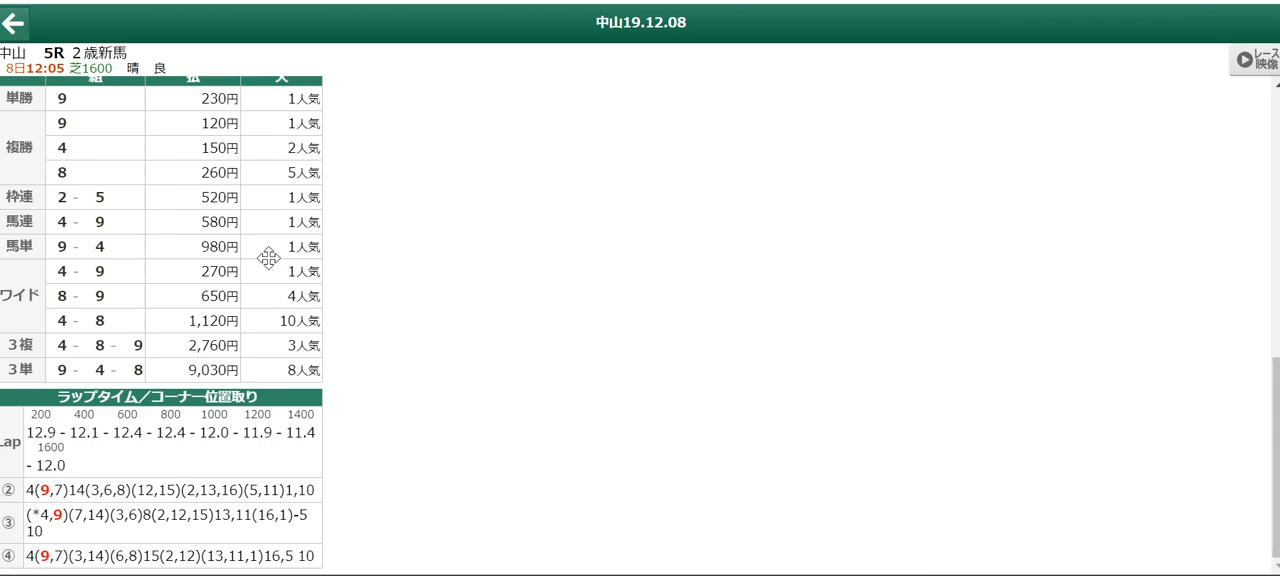 中山19.12.08
中山 5R 2歳新馬
8日12:05 芝1600 晴 良
レース
映像
単勝 9 230円 1人気
複勝 9 120円 1人気
4 150円 2人気
8 260円 5人気
枠連 2 - 5 520円 1人気
馬連 4 - 9 580円 1人気
馬単 9 - 4 980円 1人気
ワイド 4 - 9 270円 1人気
8 - 9 650円 4人気
4 - 8 1,120円 10人気
3複 4 - 8 - 9 2,760円 3人気
3単 9 - 4 - 8 9,030円 8人気
ラップタイム／コーナー位置取り
200 400 600 800 1000 1200 1400
Lap 12.9 - 12.1 - 12.4 - 12.4 - 12.0 - 11.9 - 11.4
1600
- 12.0
② 4(9,7)14(3,6,8)(12,15)(2,13,16)(5,11)1,10
③ (*4,9)(7,14)(3,6)8(2,12,15)13,11(16,1)-5
10
④ 4(9,7)(3,14)(6,8)15(2,12)(13,11,1)16,5 10